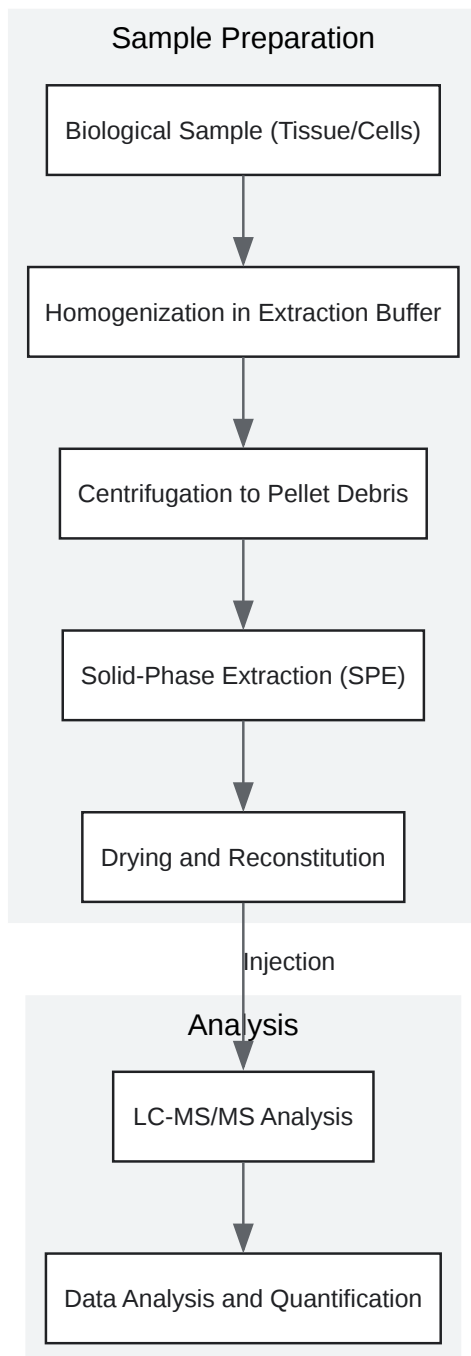 Sample Preparation
Biological Sample (Tissue/Cells)
Homogenization in Extraction Buffer
Centrifugation to Pellet Debris
Solid-Phase Extraction (SPE)
Drying and Reconstitution
Injection
Analysis
LC-MS/MS Analysis
Data Analysis and Quantification